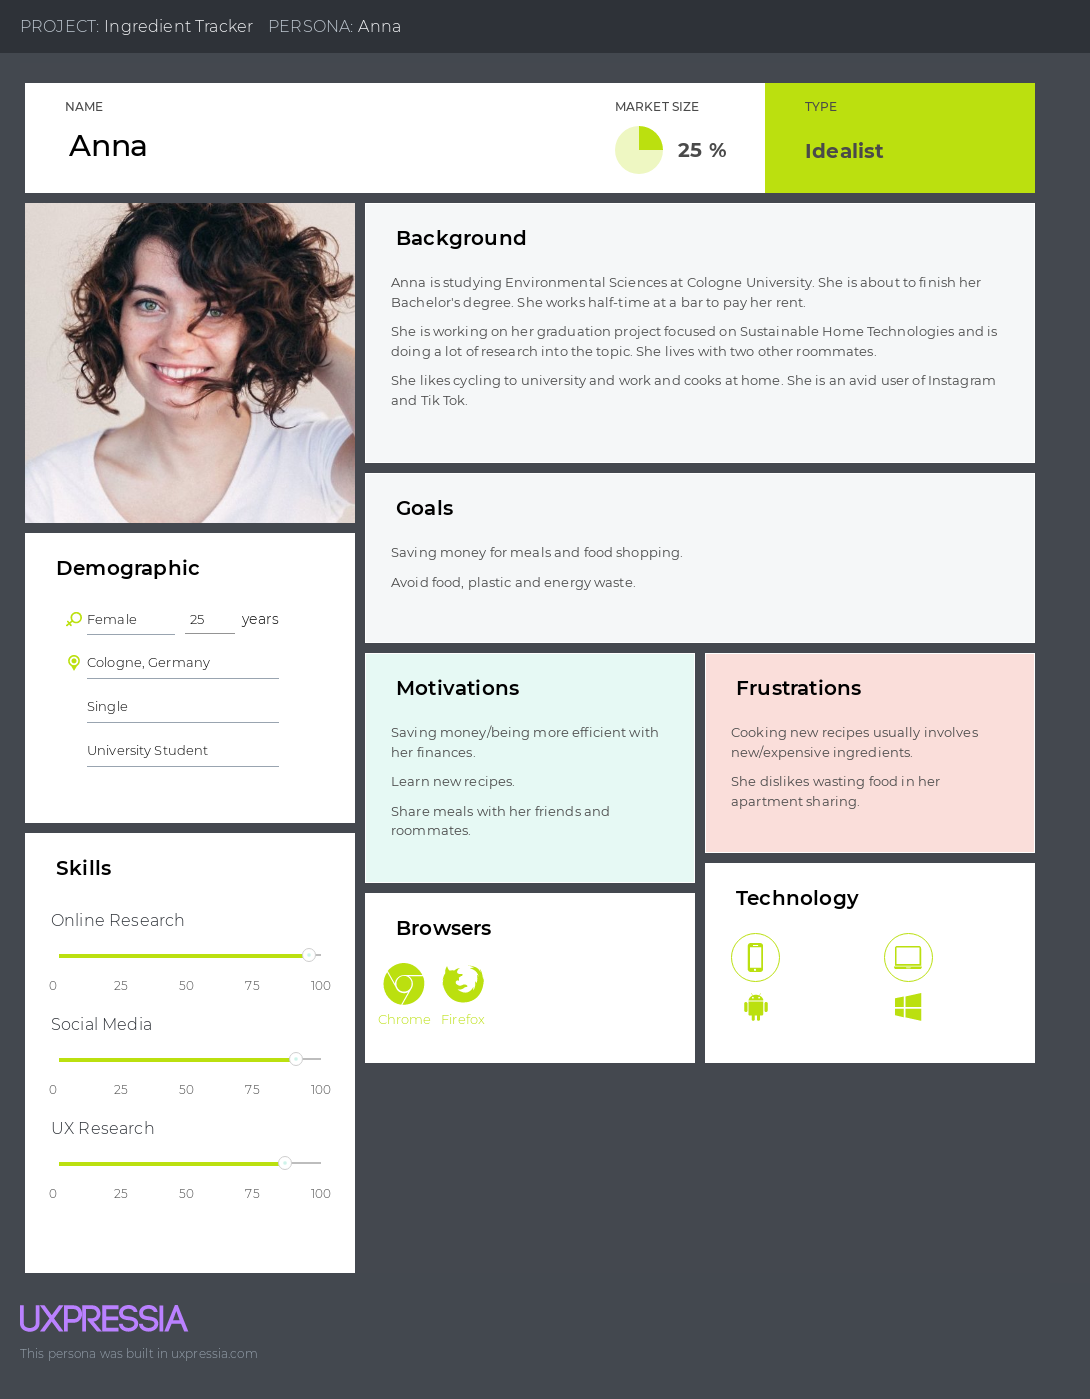 PROJECT: Ingredient Tracker PERSONA: Anna
NAME
Anna
MARKET SIZE
25 %
TYPE
Idealist
Background
Anna is studying Environmental Sciences at Cologne University. She is about to finish her
Bachelor's degree. She works half-time at a bar to pay her rent.
She is working on her graduation project focused on Sustainable Home Technologies and is
doing a lot of research into the topic. She lives with two other roommates.
She likes cycling to university and work and cooks at home. She is an avid user of Instagram
and Tik Tok.
Goals
Saving money for meals and food shopping.
Avoid food, plastic and energy waste.
Demographic
Female 25 years
Cologne, Germany
Single
University Student
Motivations
Saving money/being more efficient with
her finances.
Learn new recipes.
Share meals with her friends and
roommates.
Frustrations
Cooking new recipes usually involves
new/expensive ingredients.
She dislikes wasting food in her
apartment sharing.
Skills
Online Research
0 25 50 75 100
Social Media
0 25 50 75 100
UX Research
0 25 50 75 100
Browsers
Chrome Firefox
Technology
UXPRESSIA
This persona was built in uxpressia.com